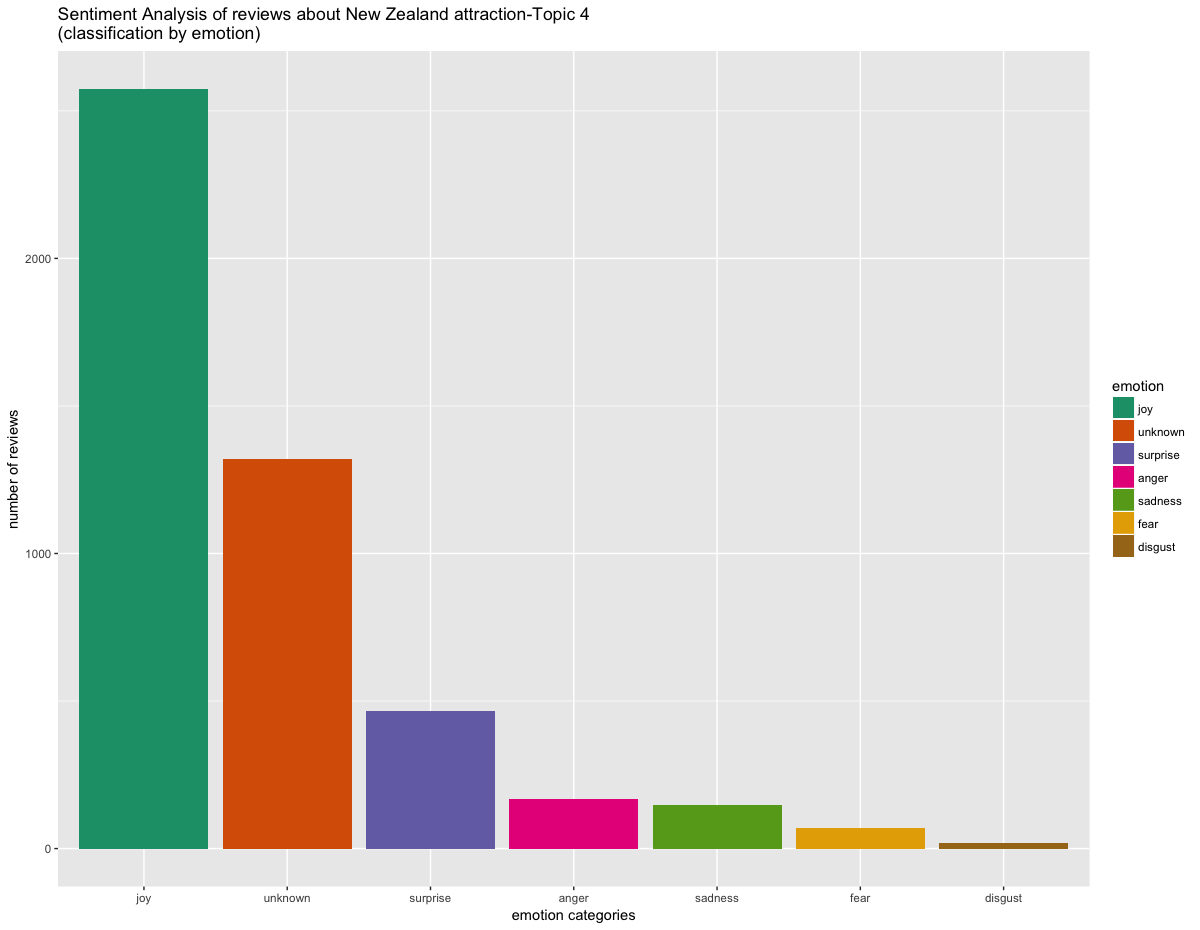 Sentiment Analysis of reviews about New Zealand attraction-Topic 4
(classification by emotion)
number of reviews
2000
1000
0
joy
unknown
surprise
anger
sadness
fear
disgust
emotion categories
emotion
joy
unknown
surprise
anger
sadness
fear
disgust